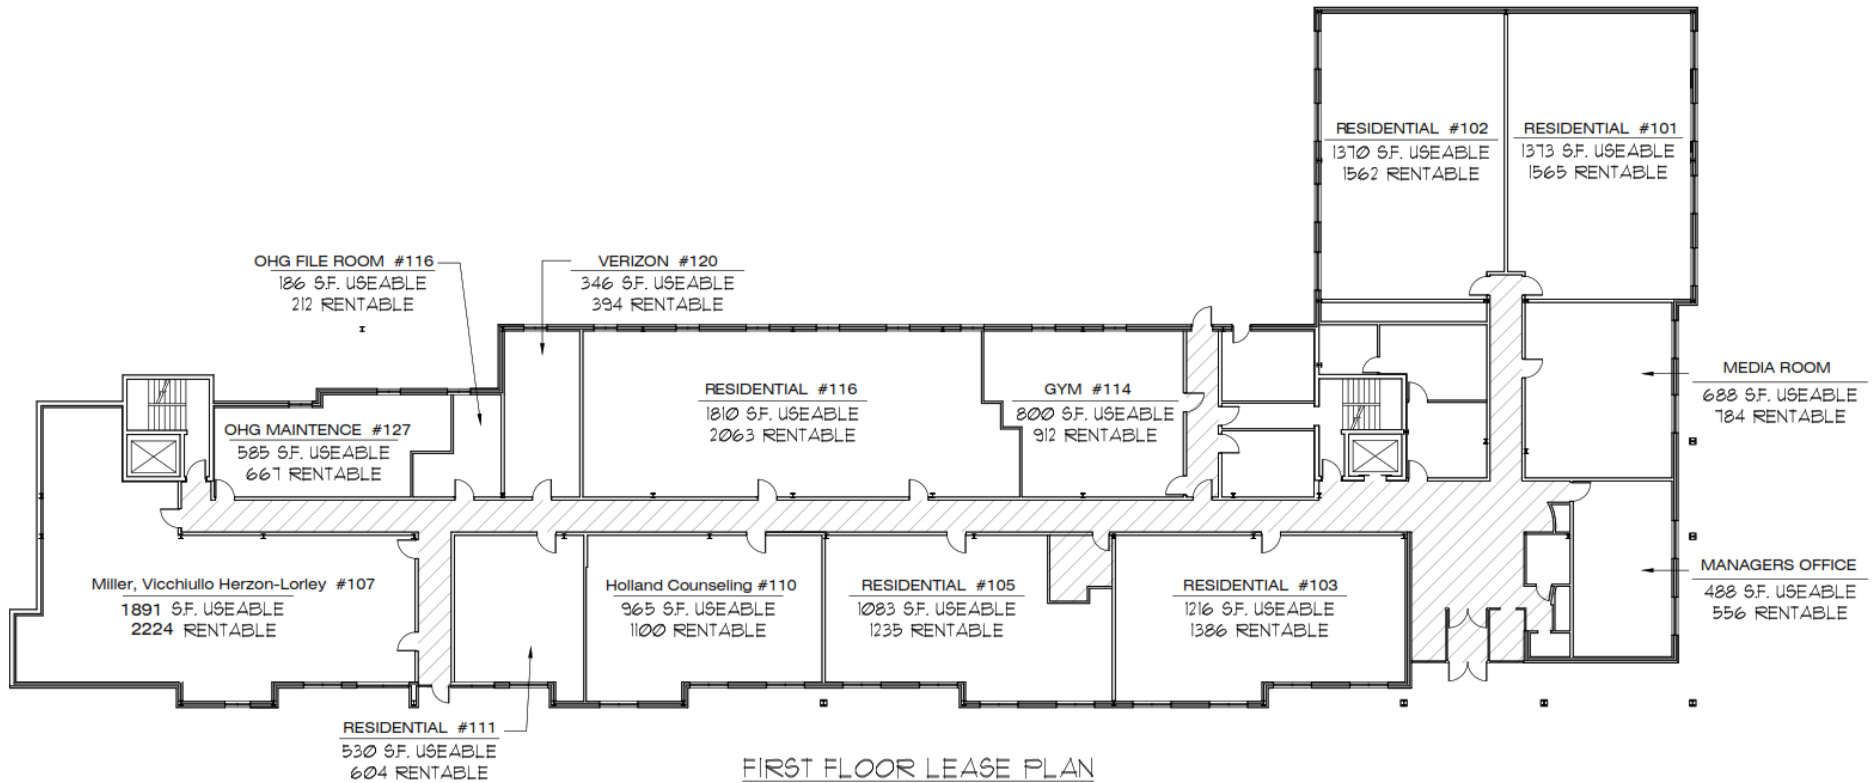 RESIDENTIAL #102
1370 S.F. USEABLE
1562 RENTABLE
RESIDENTIAL #101
1373 S.F. USEABLE
1565 RENTABLE
OHG FILE ROOM #116
186 S.F. USEABLE
212 RENTABLE
VERIZON #120
346 S.F. USEABLE
394 RENTABLE
OHG MAINTENCE #127
585 S.F. USEABLE
667 RENTABLE
RESIDENTIAL #116
1810 S.F. USEABLE
2063 RENTABLE
GYM #114
800 S.F. USEABLE
912 RENTABLE
MEDIA ROOM
688 S.F. USEABLE
784 RENTABLE
Miller, Vicchiullo Herzon-Lorley #107
1891 S.F. USEABLE
2224 RENTABLE
Holland Counseling #110
965 S.F. USEABLE
1100 RENTABLE
RESIDENTIAL #105
1083 S.F. USEABLE
1235 RENTABLE
RESIDENTIAL #103
1216 S.F. USEABLE
1386 RENTABLE
MANAGERS OFFICE
488 S.F. USEABLE
556 RENTABLE
RESIDENTIAL #111
530 S.F. USEABLE
604 RENTABLE
FIRST FLOOR LEASE PLAN